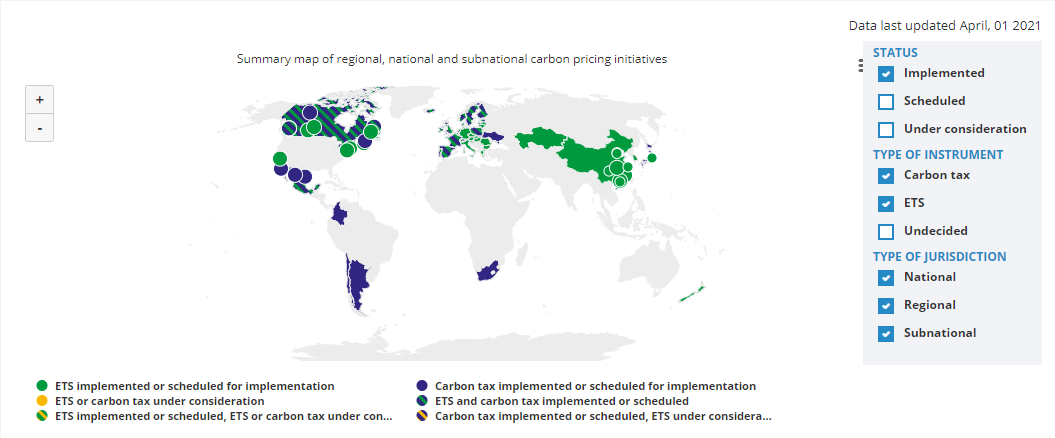 Data last updated April, 01 2021
Summary map of regional, national and subnational carbon pricing initiatives
+
-
STATUS
Implemented
Scheduled
Under consideration
TYPE OF INSTRUMENT
Carbon tax
ETS
Undecided
TYPE OF JURISDICTION
National
Regional
Subnational
ETS implemented or scheduled for implementation
Carbon tax implemented or scheduled for implementation
ETS or carbon tax under consideration
ETS and carbon tax implemented or scheduled
ETS implemented or scheduled, ETS or carbon tax under con...
Carbon tax implemented or scheduled, ETS under considera...